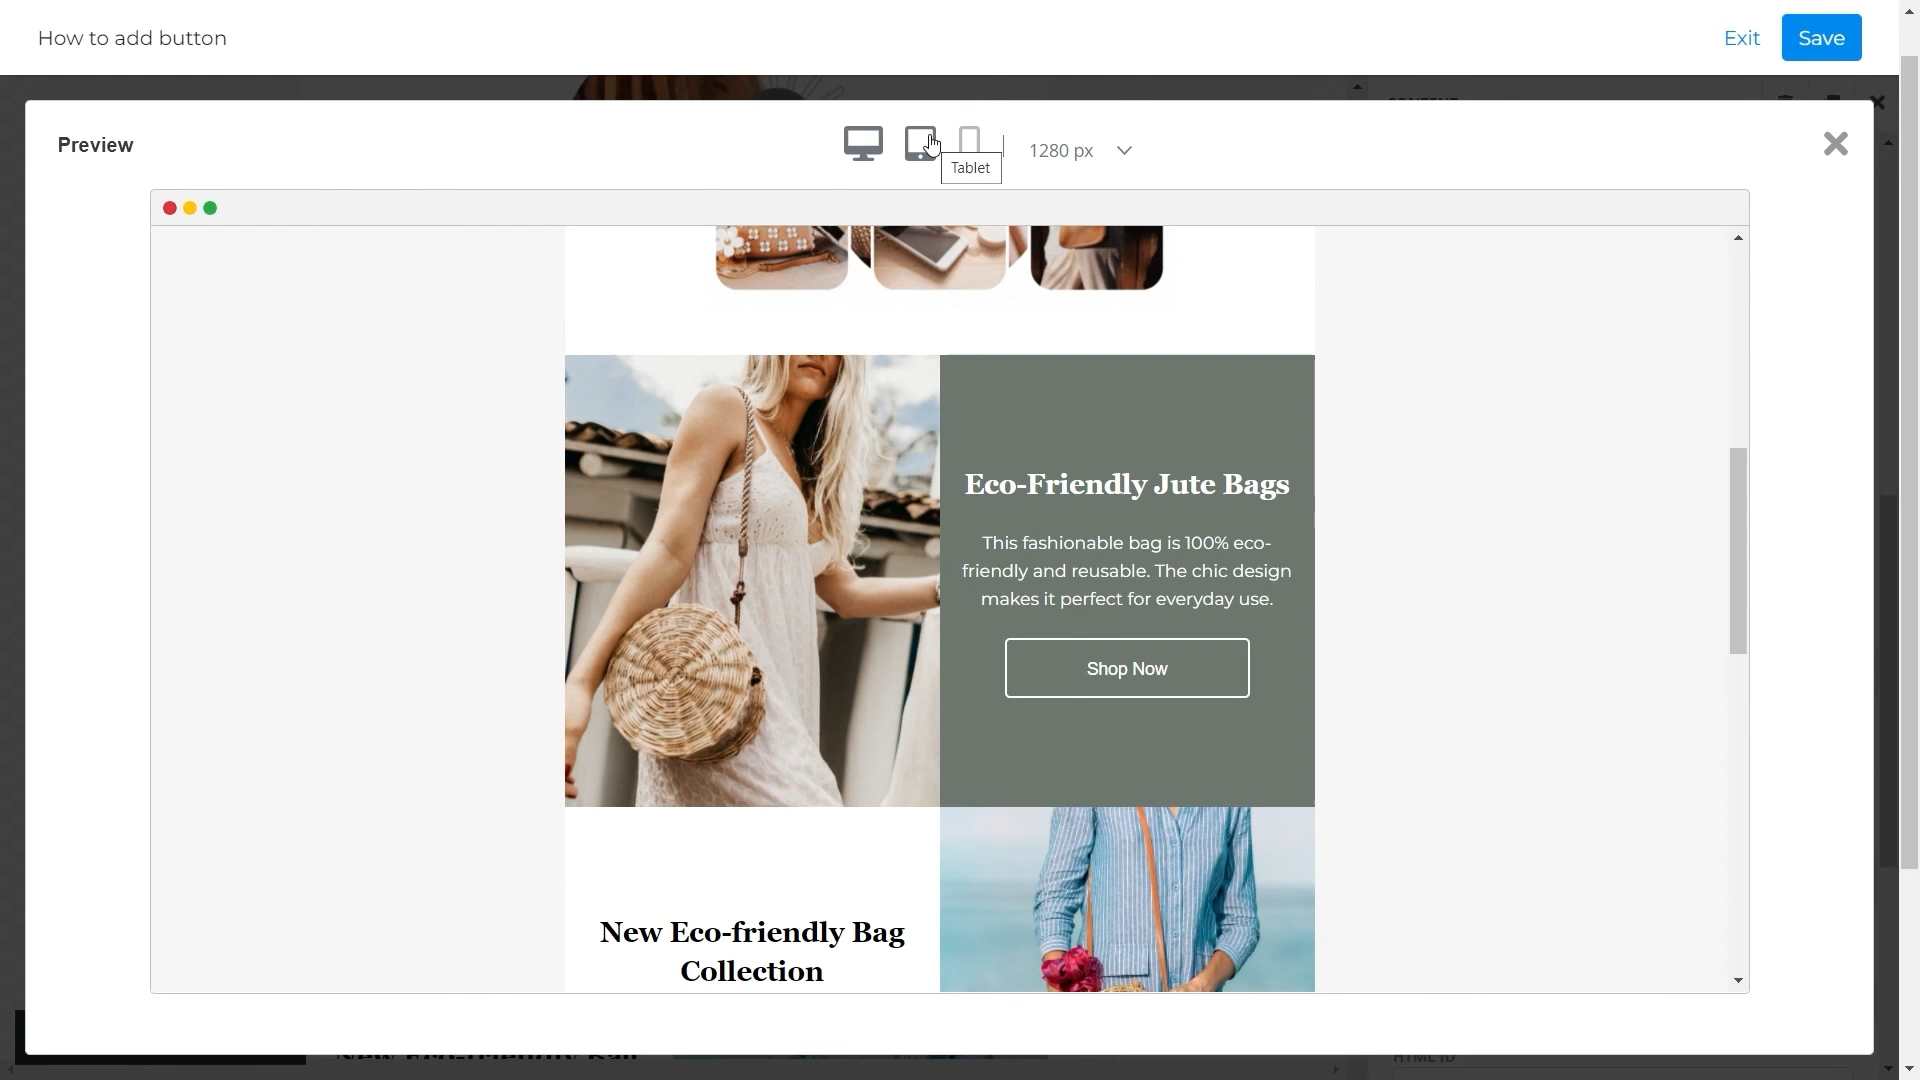 How to add button
Exit
Save
Preview
1280 px
Tablet
Eco-Friendly Jute Bags
This fashionable bag is 100% eco-
friendly and reusable. The chic design
makes it perfect for everyday use.
Shop Now
New Eco-friendly Bag
Collection